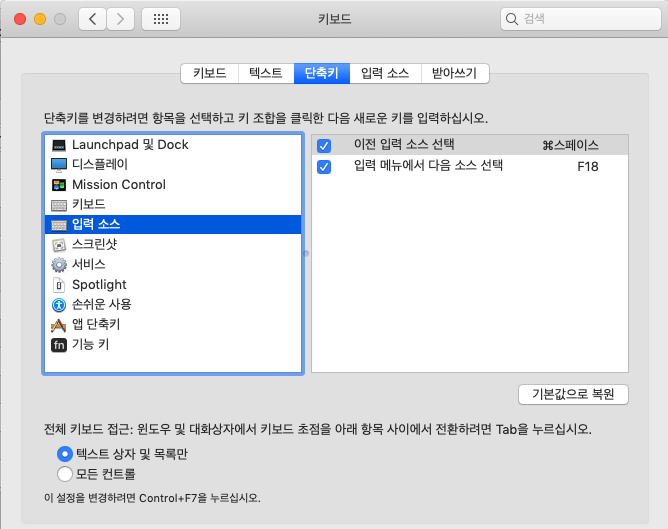 키보드
검색
키보드 텍스트 단축키 입력 소스 받아쓰기
단축키를 변경하려면 항목을 선택하고 키 조합을 클릭한 다음 새로운 키를 입력하십시오.
Launchpad 및 Dock
디스플레이
Mission Control
키보드
입력 소스
스크린샷
서비스
Spotlight
손쉬운 사용
앱 단축키
fn 기능 키
이전 입력 소스 선택 ⌘스페이스
입력 메뉴에서 다음 소스 선택 F18
기본값으로 복원
전체 키보드 접근: 윈도우 및 대화상자에서 키보드 초점을 아래 항목 사이에서 전환하려면 Tab을 누르십시오.
텍스트 상자 및 목록만
모든 컨트롤
이 설정을 변경하려면 Control+F7을 누르십시오.